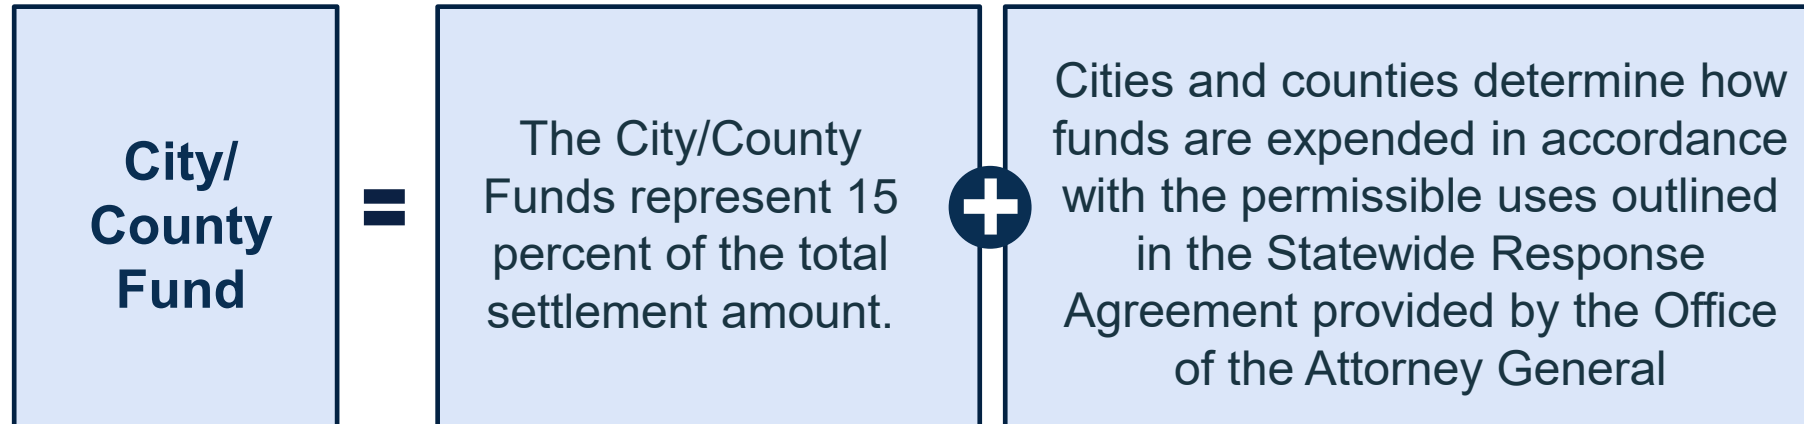 City/
County
Fund
=
The City/County
Funds represent 15
percent of the total
settlement amount.
+
Cities and counties determine how
funds are expended in accordance
with the permissible uses outlined
in the Statewide Response
Agreement provided by the Office
of the Attorney General